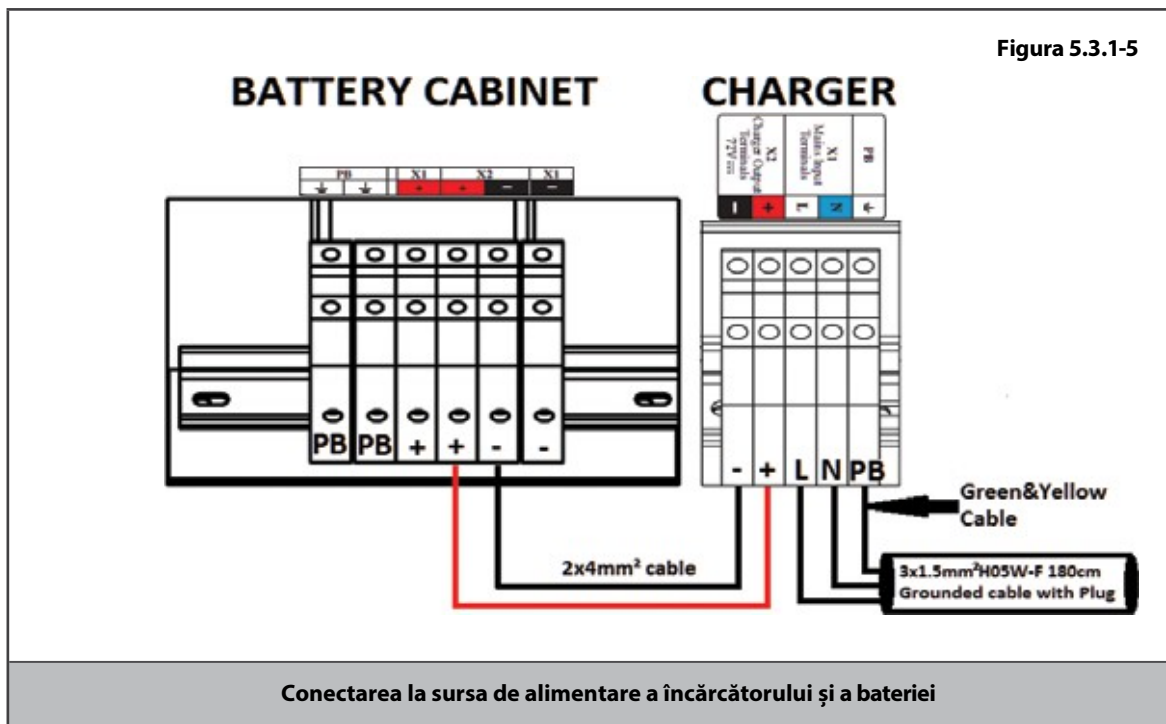 Figura 5.3.1-5
BATTERY CABINET
CHARGER
PB X1 X2 X1
+ + - -
X2
Charger Output
Terminals
72V
X1
Mains Input
Terminals
PB
- + L N
PB PB + + - -
- + L N PB
Green&Yellow
Cable
2x4mm² cable
3x1.5mm²H05W-F 180cm
Grounded cable with Plug
Conectarea la sursa de alimentare a încărcătorului și a bateriei